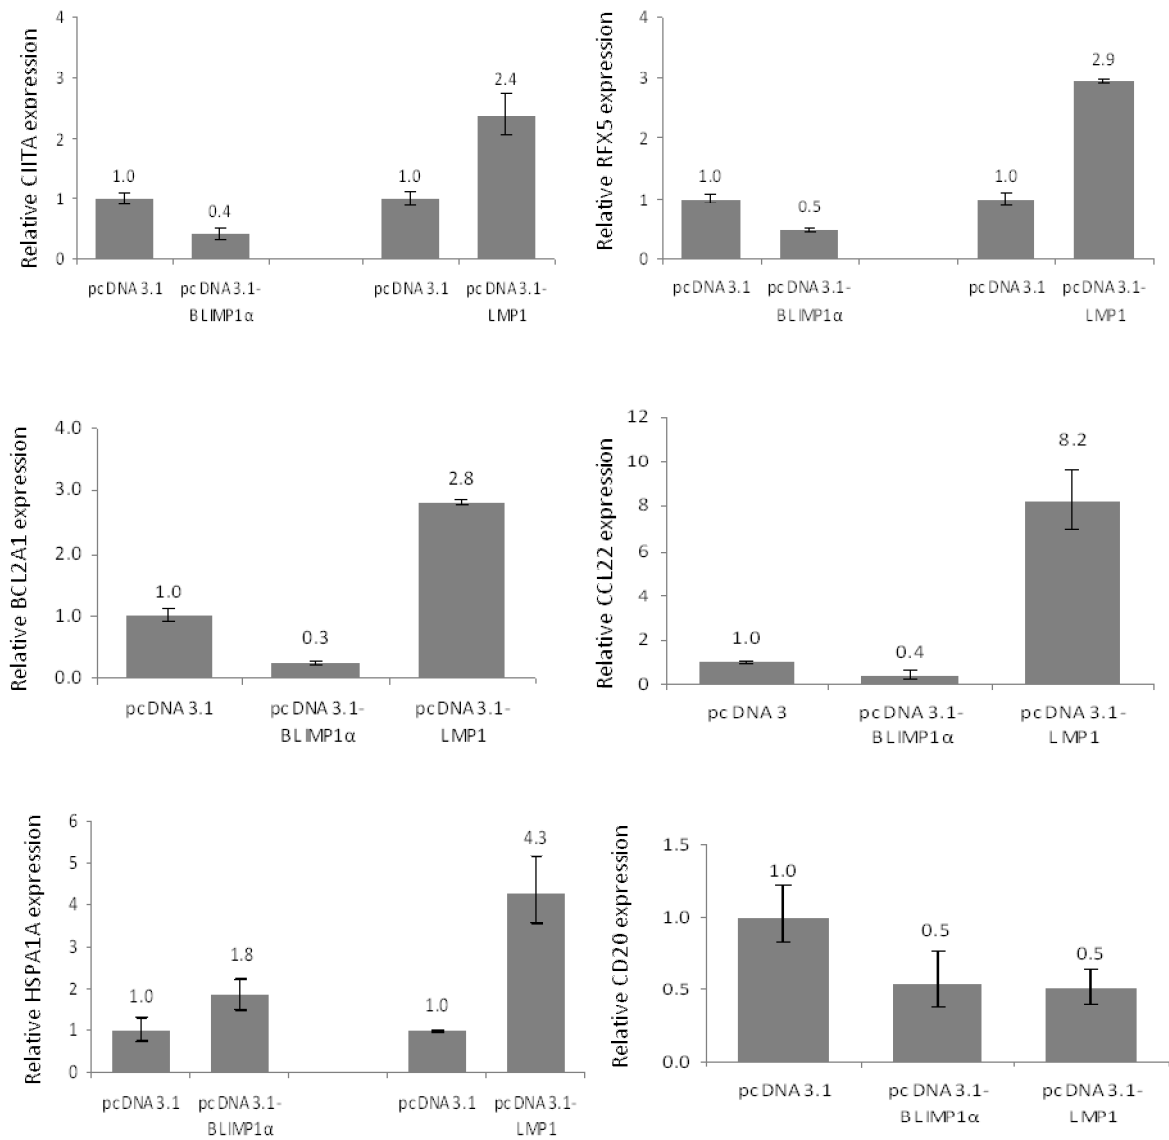 Relative CIITA expression
4
3
2
1
0
1.0
0.4
1.0
2.4
pcDNA 3.1
pcDNA 3.1-
BLIMP1α
pcDNA 3.1
pcDNA 3.1-
LMP1
Relative RFX5 expression
4
3
2
1
0
1.0
0.5
1.0
2.9
pcDNA 3.1
pcDNA 3.1-
BLIMP1α
pcDNA 3.1
pcDNA 3.1-
LMP1
Relative BCL2A1 expression
4.0
3.0
2.0
1.0
0.0
1.0
0.3
2.8
pcDNA 3.1
pcDNA 3.1-
BLIMP1α
pcDNA 3.1-
LMP1
Relative CCL22 expression
12
10
8
6
4
2
0
1.0
0.4
8.2
pcDNA 3
pcDNA 3.1-
BLIMP1α
pcDNA 3.1-
LMP1
Relative HSPA1A expression
6
5
4
3
2
1
0
1.0
1.8
1.0
4.3
pcDNA 3.1
pcDNA 3.1-
BLIMP1α
pcDNA 3.1
pcDNA 3.1-
LMP1
Relative CD20 expression
1.5
1.0
0.5
0.0
1.0
0.5
0.5
pcDNA 3.1
pcDNA 3.1-
BLIMP1α
pcDNA 3.1-
LMP1